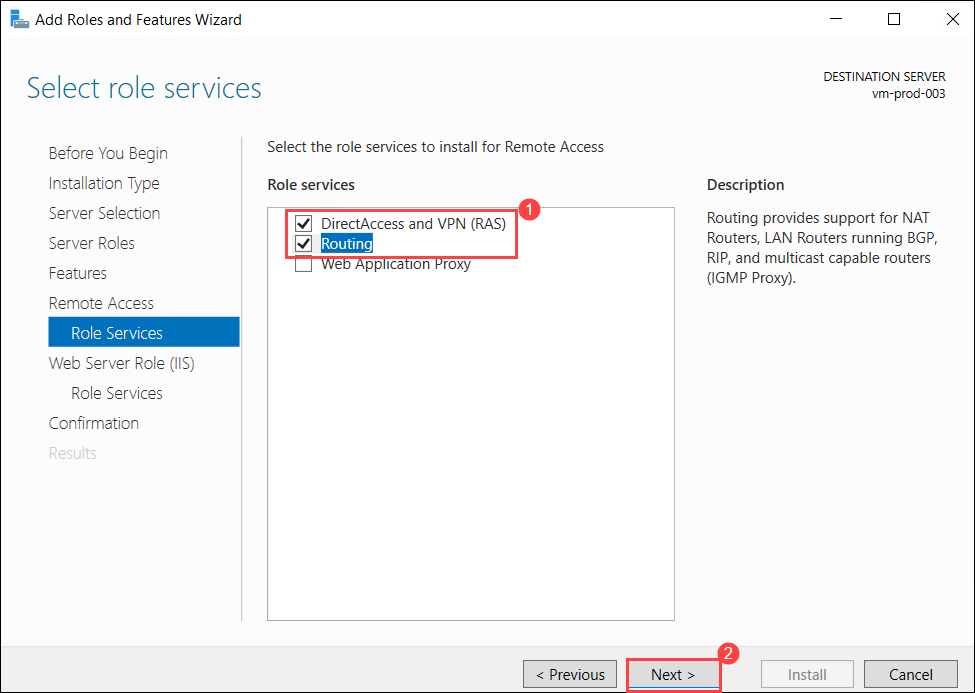 Add Roles and Features Wizard
Select role services
DESTINATION SERVER
vm-prod-003
Before You Begin
Installation Type
Server Selection
Server Roles
Features
Remote Access
Role Services
Web Server Role (IIS)
Role Services
Confirmation
Results
Select the role services to install for Remote Access
Role services
1
DirectAccess and VPN (RAS)
Routing
Web Application Proxy
Description
Routing provides support for NAT
Routers, LAN Routers running BGP,
RIP, and multicast capable routers
(IGMP Proxy).
2
< Previous
Next >
Install
Cancel